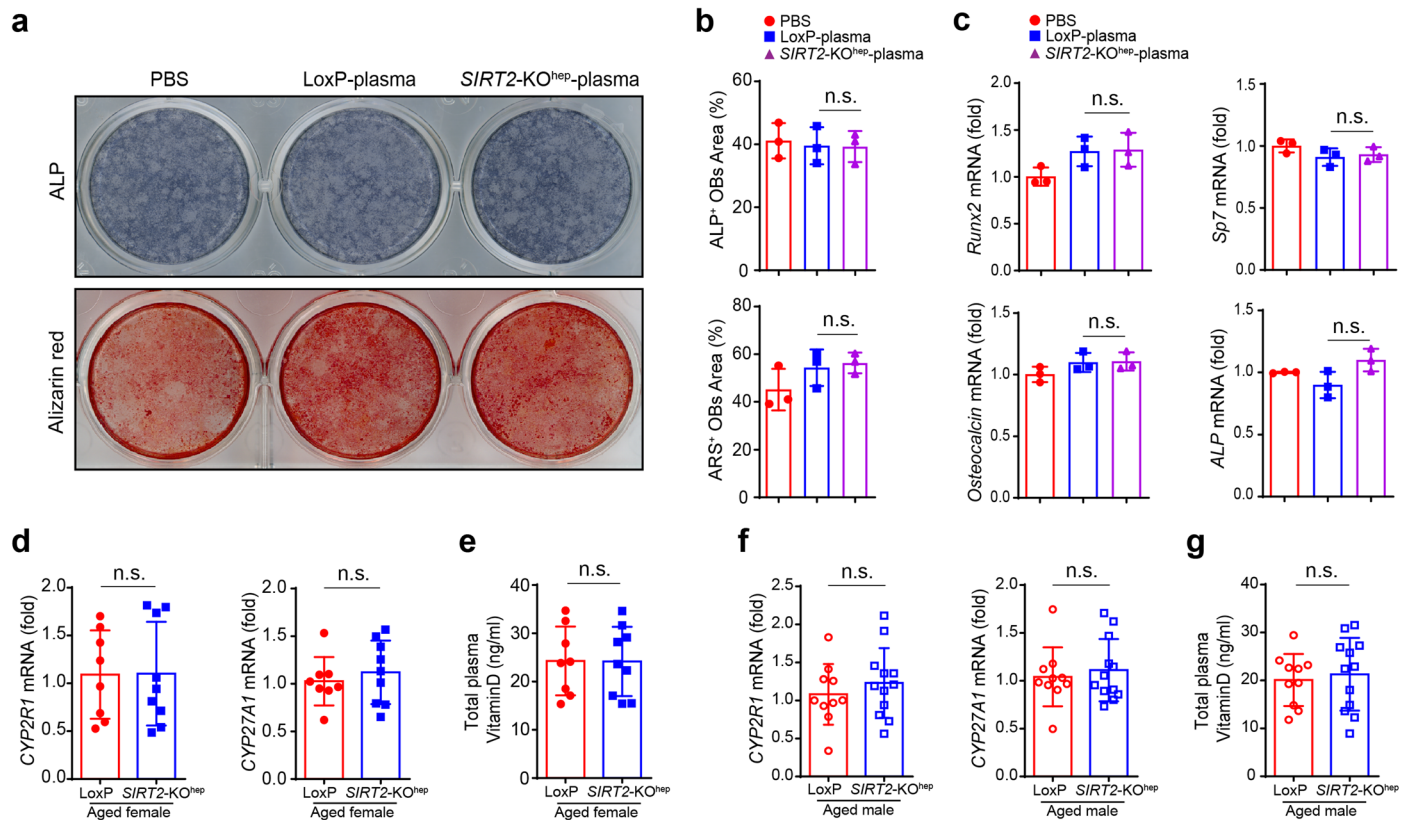 a
PBS
LoxP-plasma
SIRT2-KOhep-plasma
ALP
Alizarin red
b
PBS
LoxP-plasma
SIRT2-KOhep-plasma
ALP+ OBs Area (%)
60
40
20
0
n.s.
ARS+ OBs Area (%)
80
60
40
20
0
n.s.
c
PBS
LoxP-plasma
SIRT2-KOhep-plasma
Runx2 mRNA (fold)
2.0
1.5
1.0
0.5
0.0
n.s.
Sp7 mRNA (fold)
1.5
1.0
0.5
0.0
n.s.
Osteocalcin mRNA (fold)
1.5
1.0
0.5
0.0
n.s.
ALP mRNA (fold)
1.5
1.0
0.5
0.0
n.s.
d
CYP2R1 mRNA (fold)
2.0
1.5
1.0
0.5
0.0
n.s.
LoxP SIRT2-KOhep
Aged female
CYP27A1 mRNA (fold)
2.0
1.5
1.0
0.5
0.0
n.s.
LoxP SIRT2-KOhep
Aged female
e
Total plasma
VitaminD (ng/ml)
40
30
20
10
0
n.s.
LoxP SIRT2-KOhep
Aged female
f
CYP2R1 mRNA (fold)
2.5
2.0
1.5
1.0
0.5
0.0
n.s.
LoxP SIRT2-KOhep
Aged male
CYP27A1 mRNA (fold)
2.0
1.5
1.0
0.5
0.0
n.s.
LoxP SIRT2-KOhep
Aged male
g
Total plasma
VitaminD (ng/ml)
40
30
20
10
0
n.s.
LoxP SIRT2-KOhep
Aged male